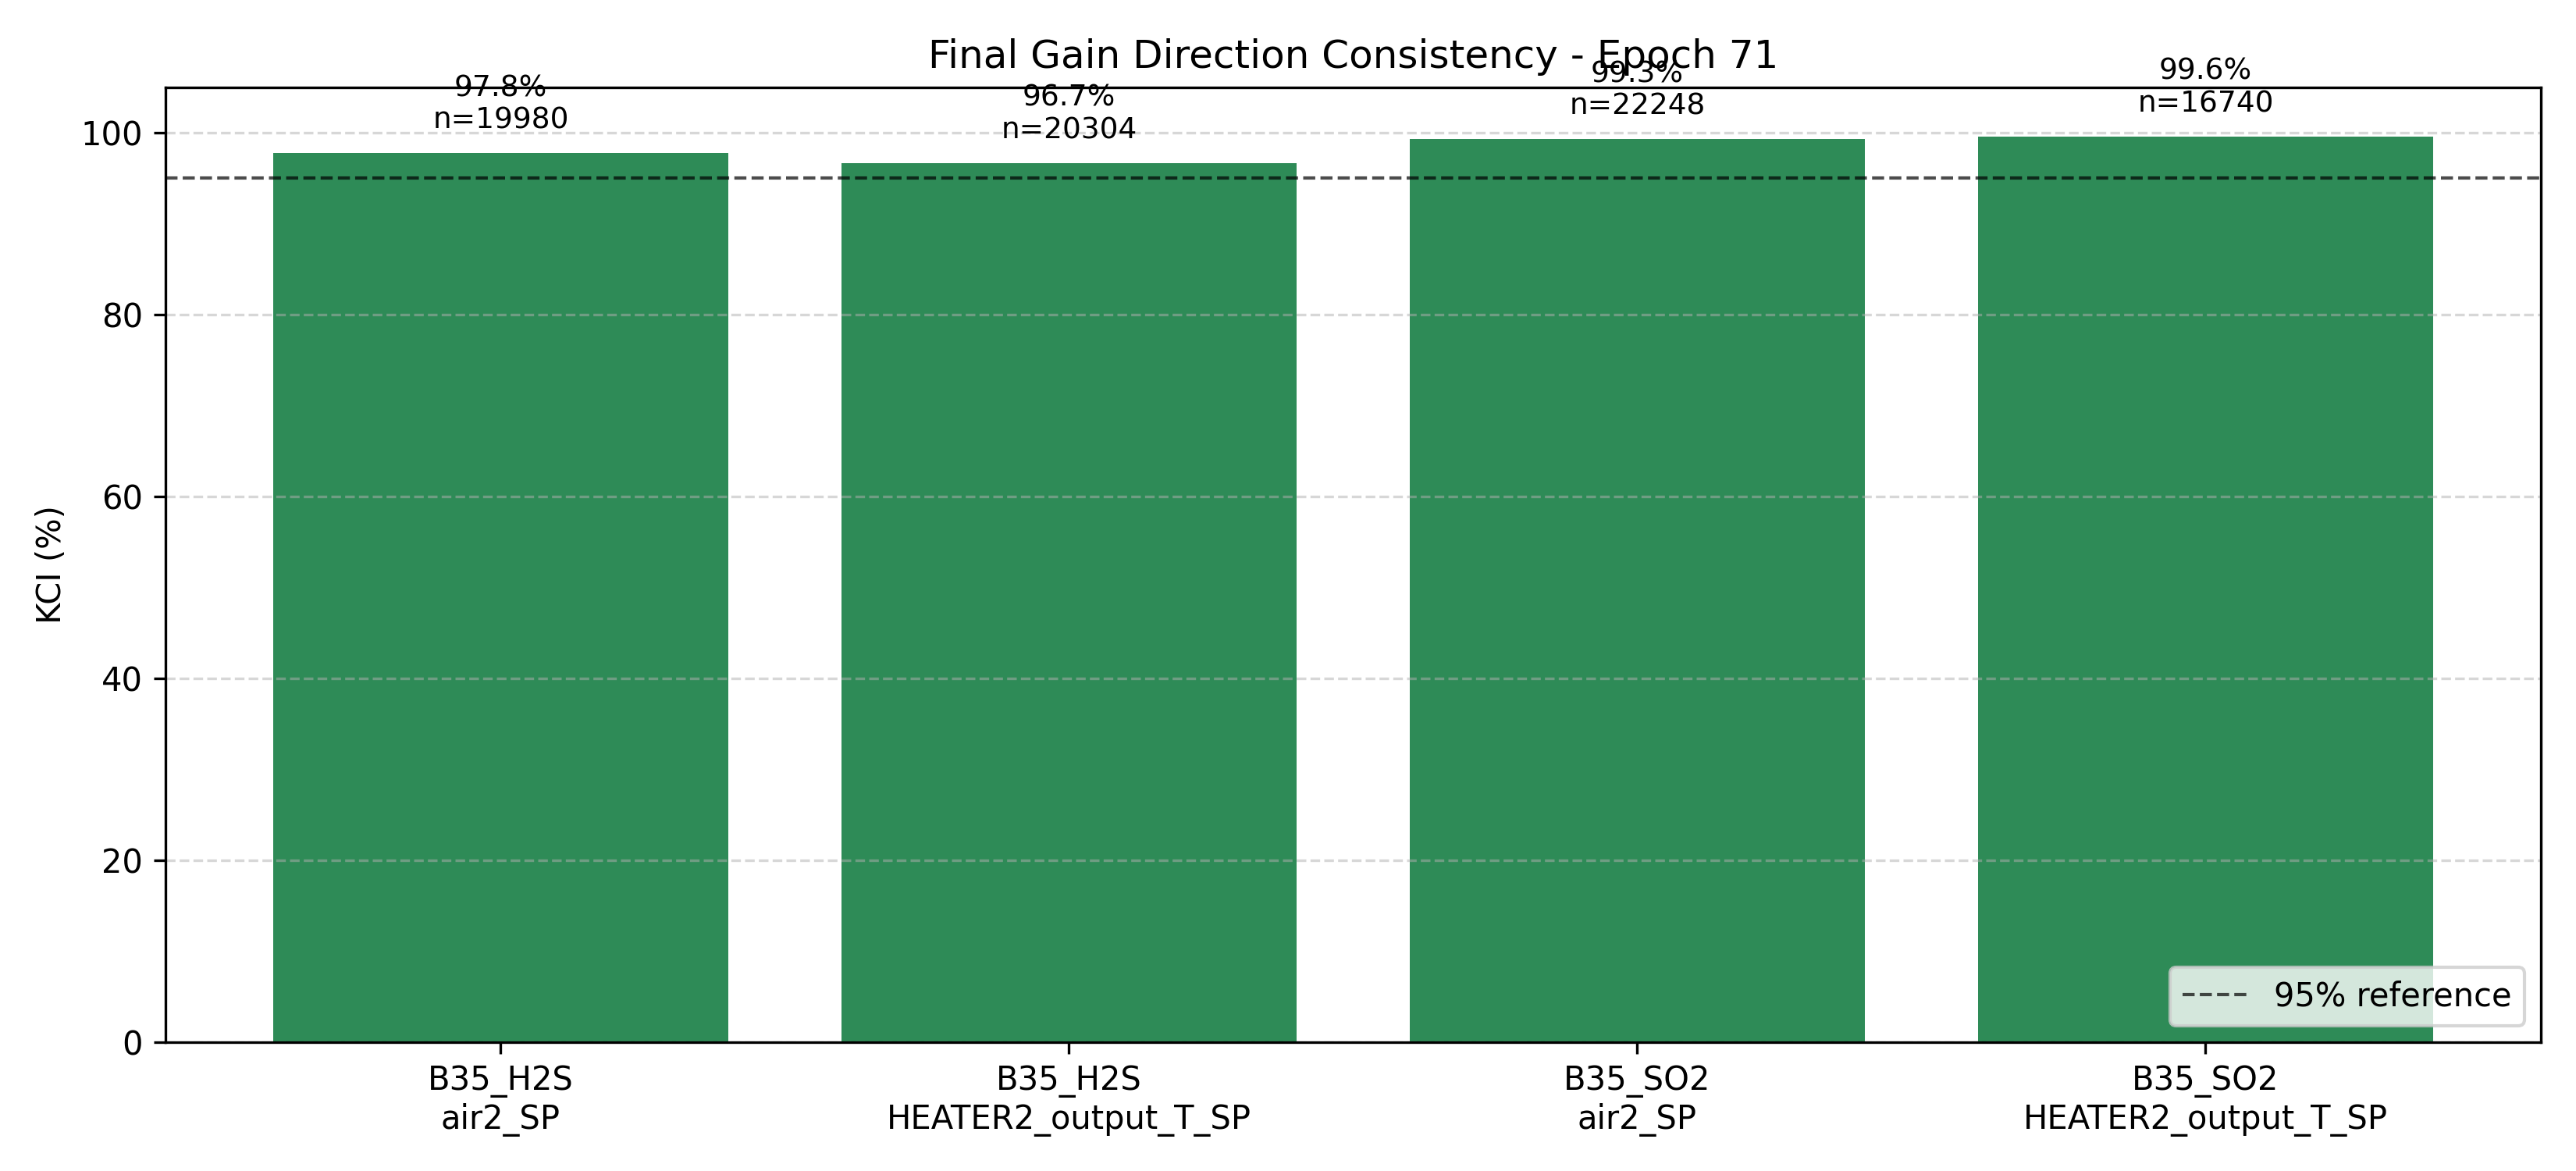 Final Gain Direction Consistency - Epoch 71
97.8%
n=19980
96.7%
n=20304
99.3%
n=22248
99.6%
n=16740
KCI (%)
100
80
60
40
20
0
95% reference
B35_H2S
air2_SP
B35_H2S
HEATER2_output_T_SP
B35_SO2
air2_SP
B35_SO2
HEATER2_output_T_SP